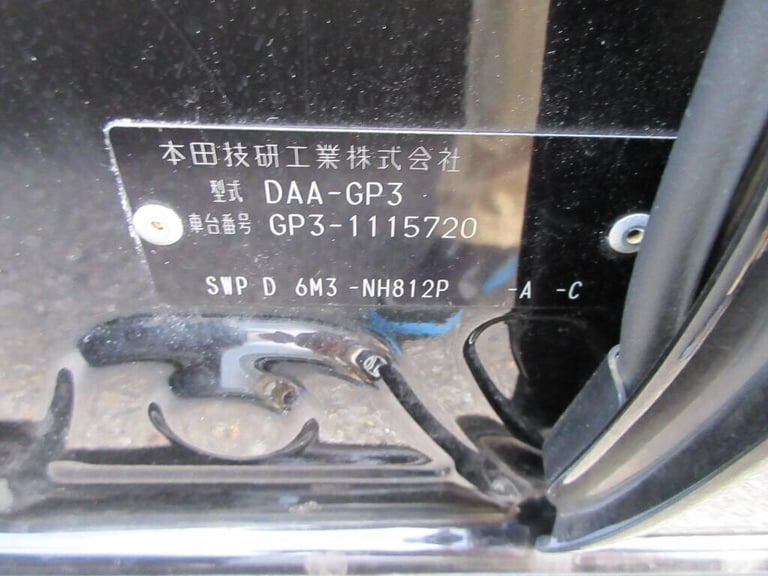 本田技研工業株式会社
型式 DAA-GP3
車台番号 GP3-1115720
SWP D 6M3 -NH812P -A -C